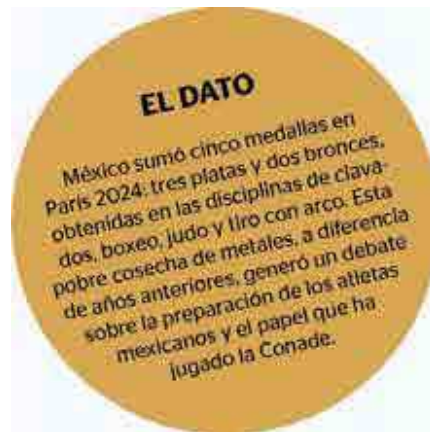 EL DATO
México sumó cinco medallas en
París 2024: tres platas y dos bronces,
obtenidas en las disciplinas de clava-
dos, boxeo, judo y tiro con arco. Esta
pobre cosecha de metales, a diferencia
de años anteriores, generó un debate
sobre la preparación de los atletas
mexicanos y el papel que ha
jugado la Conade.